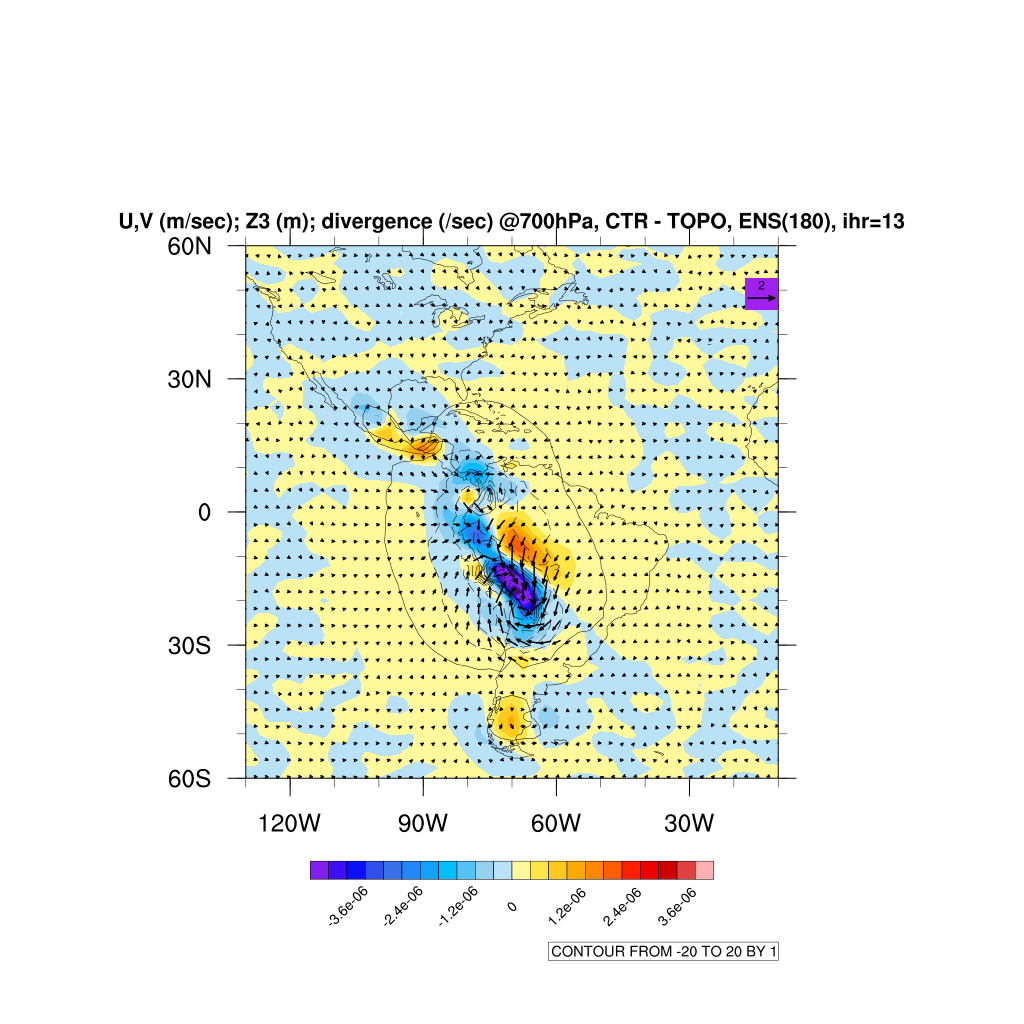 U,V (m/sec); Z3 (m); divergence (/sec) @700hPa, CTR - TOPO, ENS(180), ihr=13
60N
2
30N
0
30S
60S
120W 90W 60W 30W
-3.6e-06 -2.4e-06 -1.2e-06 0 1.2e-06 2.4e-06 3.6e-06
CONTOUR FROM -20 TO 20 BY 1